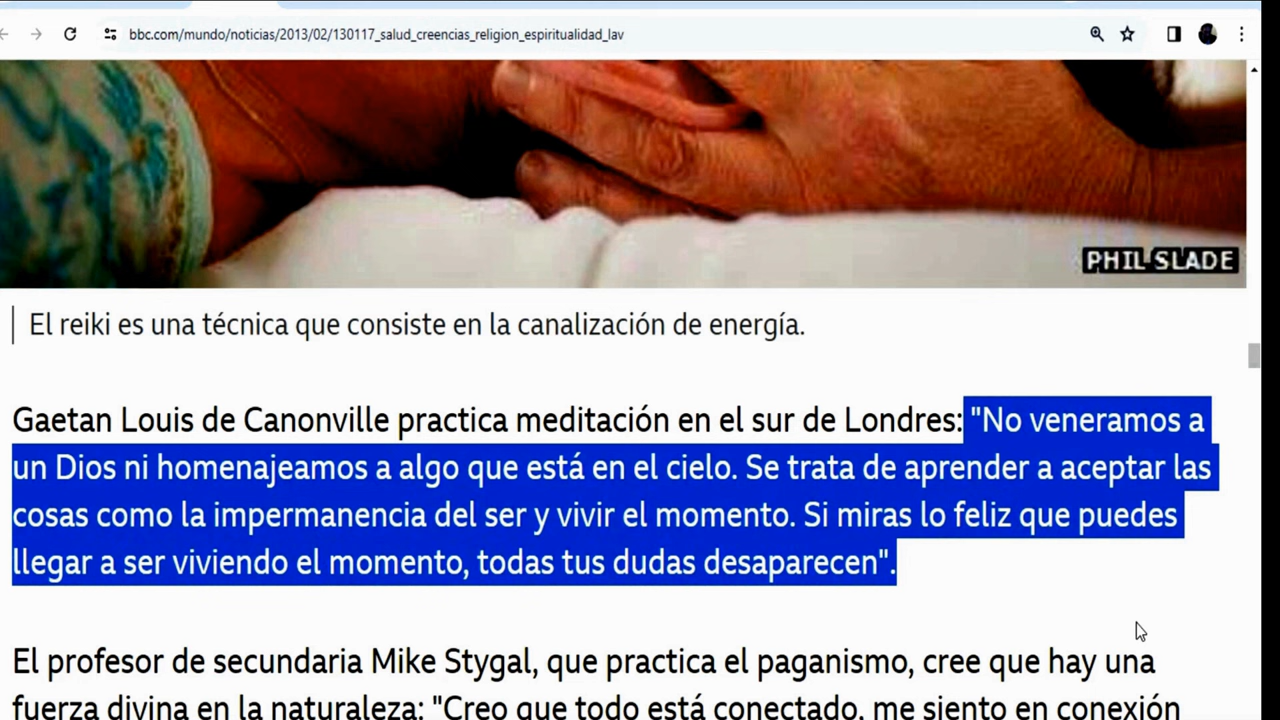 bbc.com/mundo/noticias/2013/02/130117_salud_creencias_religion_espiritualidad_lav
PHIL SLADE
El reiki es una técnica que consiste en la canalización de energía.
Gaetan Louis de Canonville practica meditación en el sur de Londres: "No veneramos a
un Dios ni homenajeamos a algo que está en el cielo. Se trata de aprender a aceptar las
cosas como la impermanencia del ser y vivir el momento. Si miras lo feliz que puedes
llegar a ser viviendo el momento, todas tus dudas desaparecen".
El profesor de secundaria Mike Stygal, que practica el paganismo, cree que hay una
fuerza divina en la naturaleza: "Creo que todo está conectado, me siento en conexión